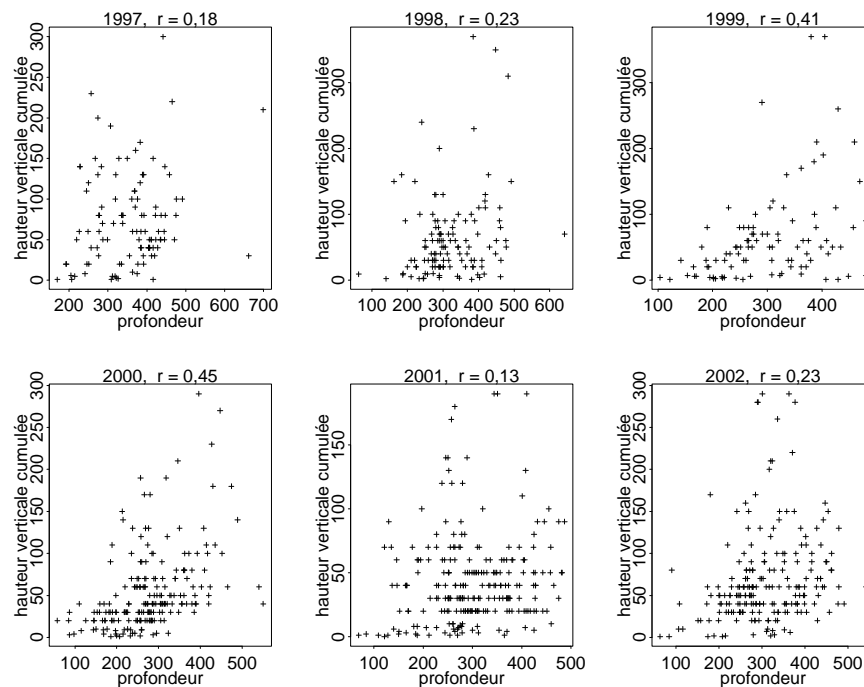 1997,  r = 0,18
hauteur verticale cumulée
0 50 100 150 200 250 300
200 300 400 500 600 700
profondeur
1998,  r = 0,23
hauteur verticale cumulée
0 100 200 300
100 200 300 400 500 600
profondeur
1999,  r = 0,41
hauteur verticale cumulée
0 100 200 300
100 200 300 400
profondeur
2000,  r = 0,45
hauteur verticale cumulée
0 50 100 150 200 250 300
100 200 300 400 500
profondeur
2001,  r = 0,13
hauteur verticale cumulée
0 50 100 150
100 200 300 400 500
profondeur
2002,  r = 0,23
hauteur verticale cumulée
0 50 100 150 200 250 300
100 200 300 400 500
profondeur